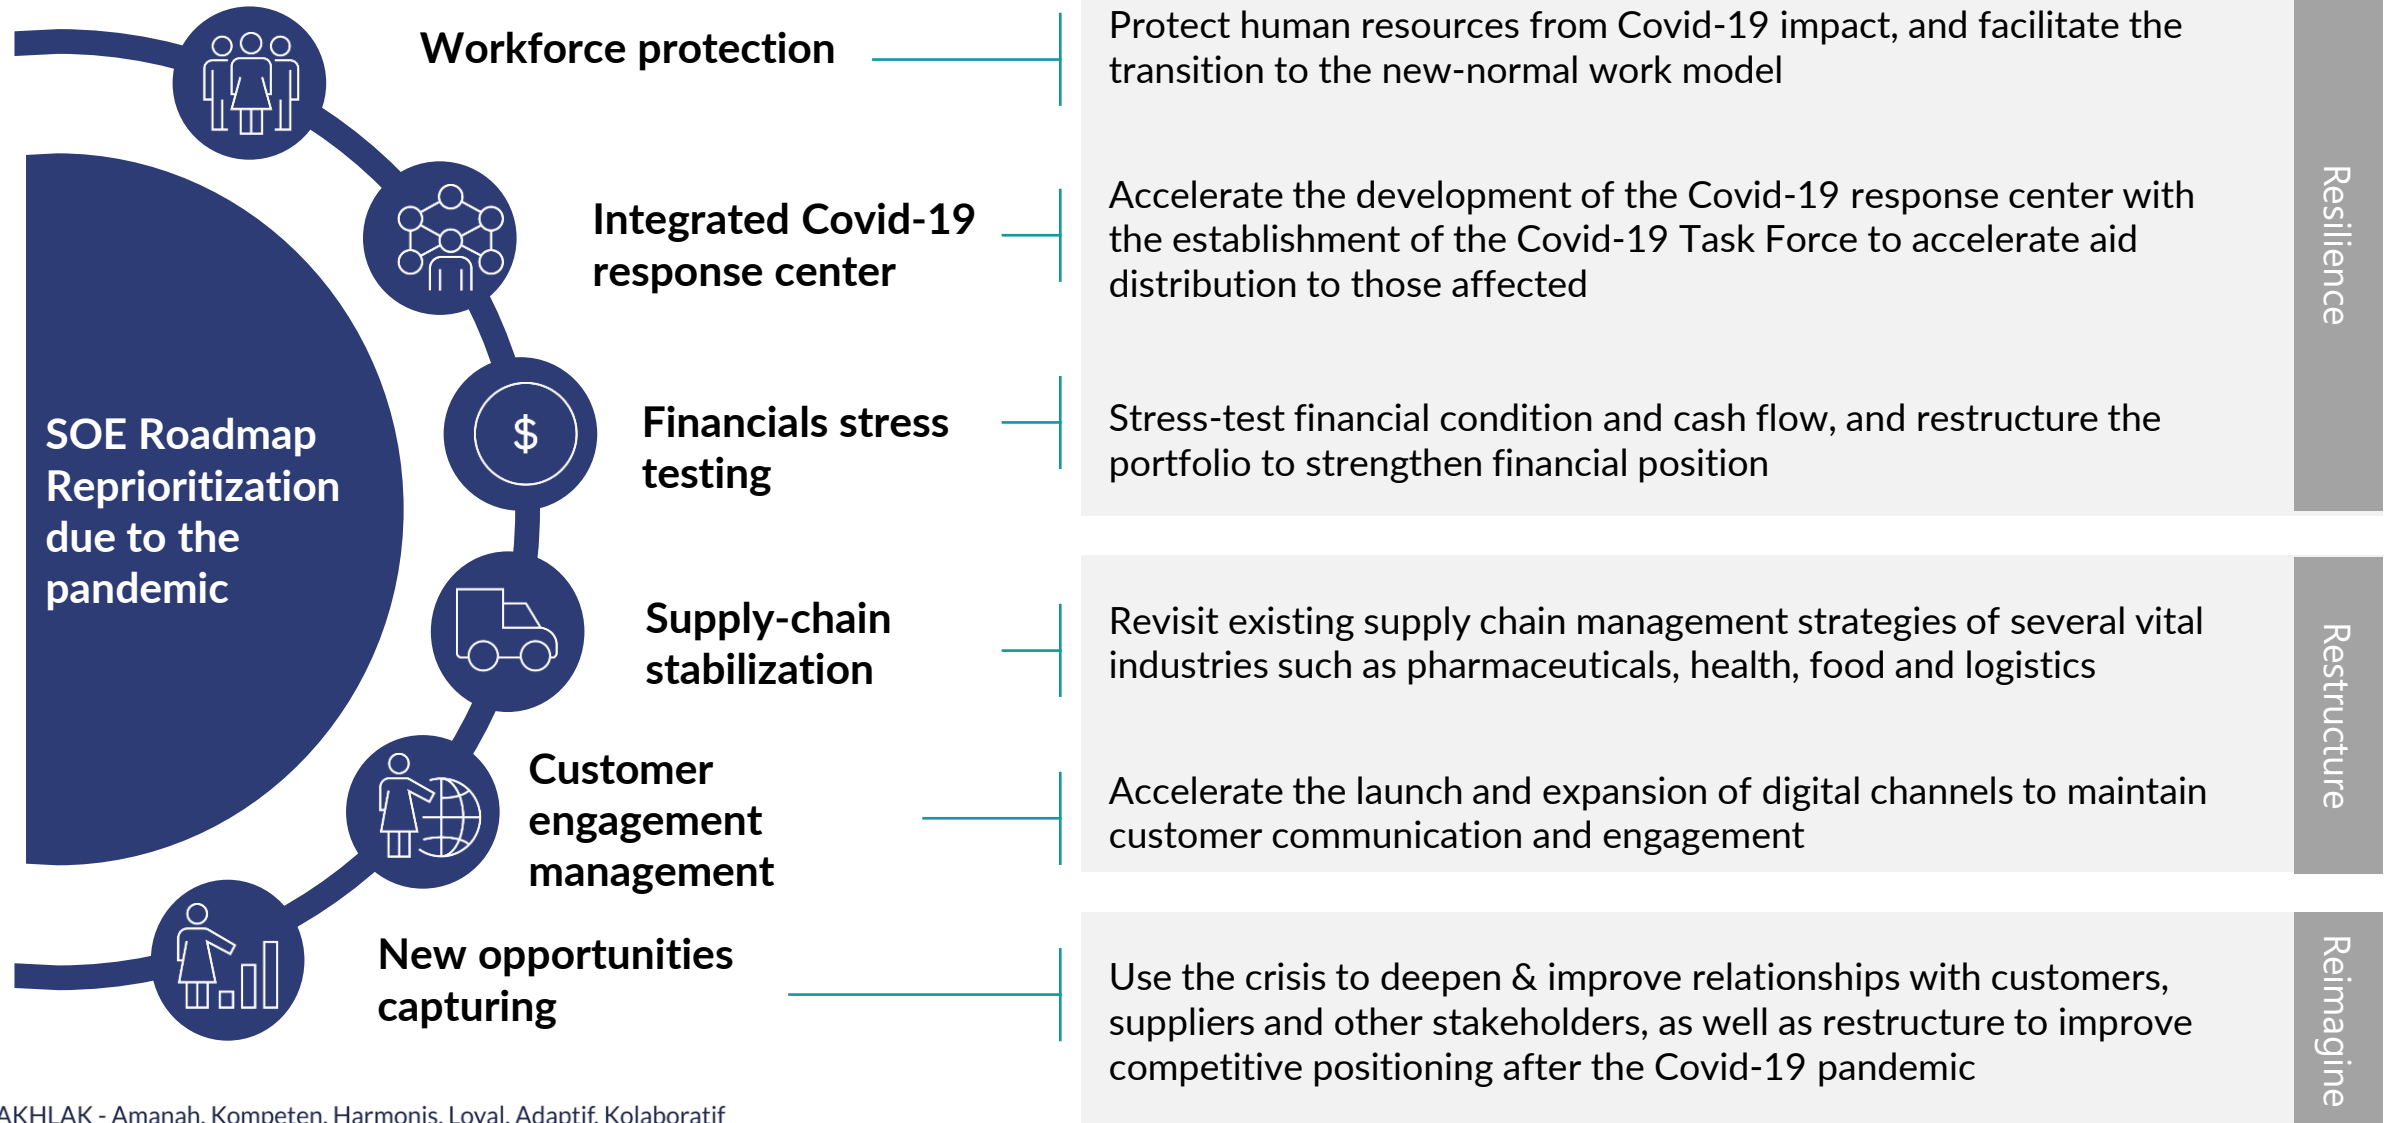 Workforce protection
Protect human resources from Covid-19 impact, and facilitate the
transition to the new-normal work model
Integrated Covid-19
response center
Accelerate the development of the Covid-19 response center with
the establishment of the Covid-19 Task Force to accelerate aid
distribution to those affected
Financials stress
testing
Stress-test financial condition and cash flow, and restructure the
portfolio to strengthen financial position
Resilience
$
SOE Roadmap
Reprioritization
due to the
pandemic
Supply-chain
stabilization
Revisit existing supply chain management strategies of several vital
industries such as pharmaceuticals, health, food and logistics
Customer
engagement
management
Accelerate the launch and expansion of digital channels to maintain
customer communication and engagement
Restructure
New opportunities
capturing
Use the crisis to deepen & improve relationships with customers,
suppliers and other stakeholders, as well as restructure to improve
competitive positioning after the Covid-19 pandemic
Reimagine
AKHLAK - Amanah, Kompeten, Harmonis, Loyal, Adaptif, Kolaboratif